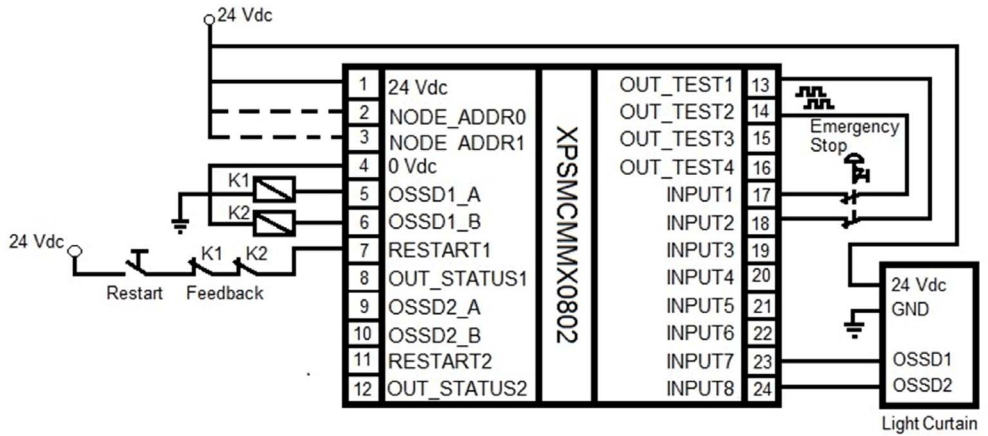 24 Vdc
1 24 Vdc
2 NODE_ADDR0
3 NODE_ADDR1
4 0 Vdc
5 OSSD1_A
6 OSSD1_B
7 RESTART1
8 OUT_STATUS1
9 OSSD2_A
10 OSSD2_B
11 RESTART2
12 OUT_STATUS2
K1
K2
24 Vdc
K1 K2
Restart Feedback
XPSMCMMX0802
OUT_TEST1 13
OUT_TEST2 14
OUT_TEST3 15
OUT_TEST4 16
INPUT1 17
INPUT2 18
INPUT3 19
INPUT4 20
INPUT5 21
INPUT6 22
INPUT7 23
INPUT8 24
Emergency
Stop
24 Vdc
GND
OSSD1
OSSD2
Light Curtain